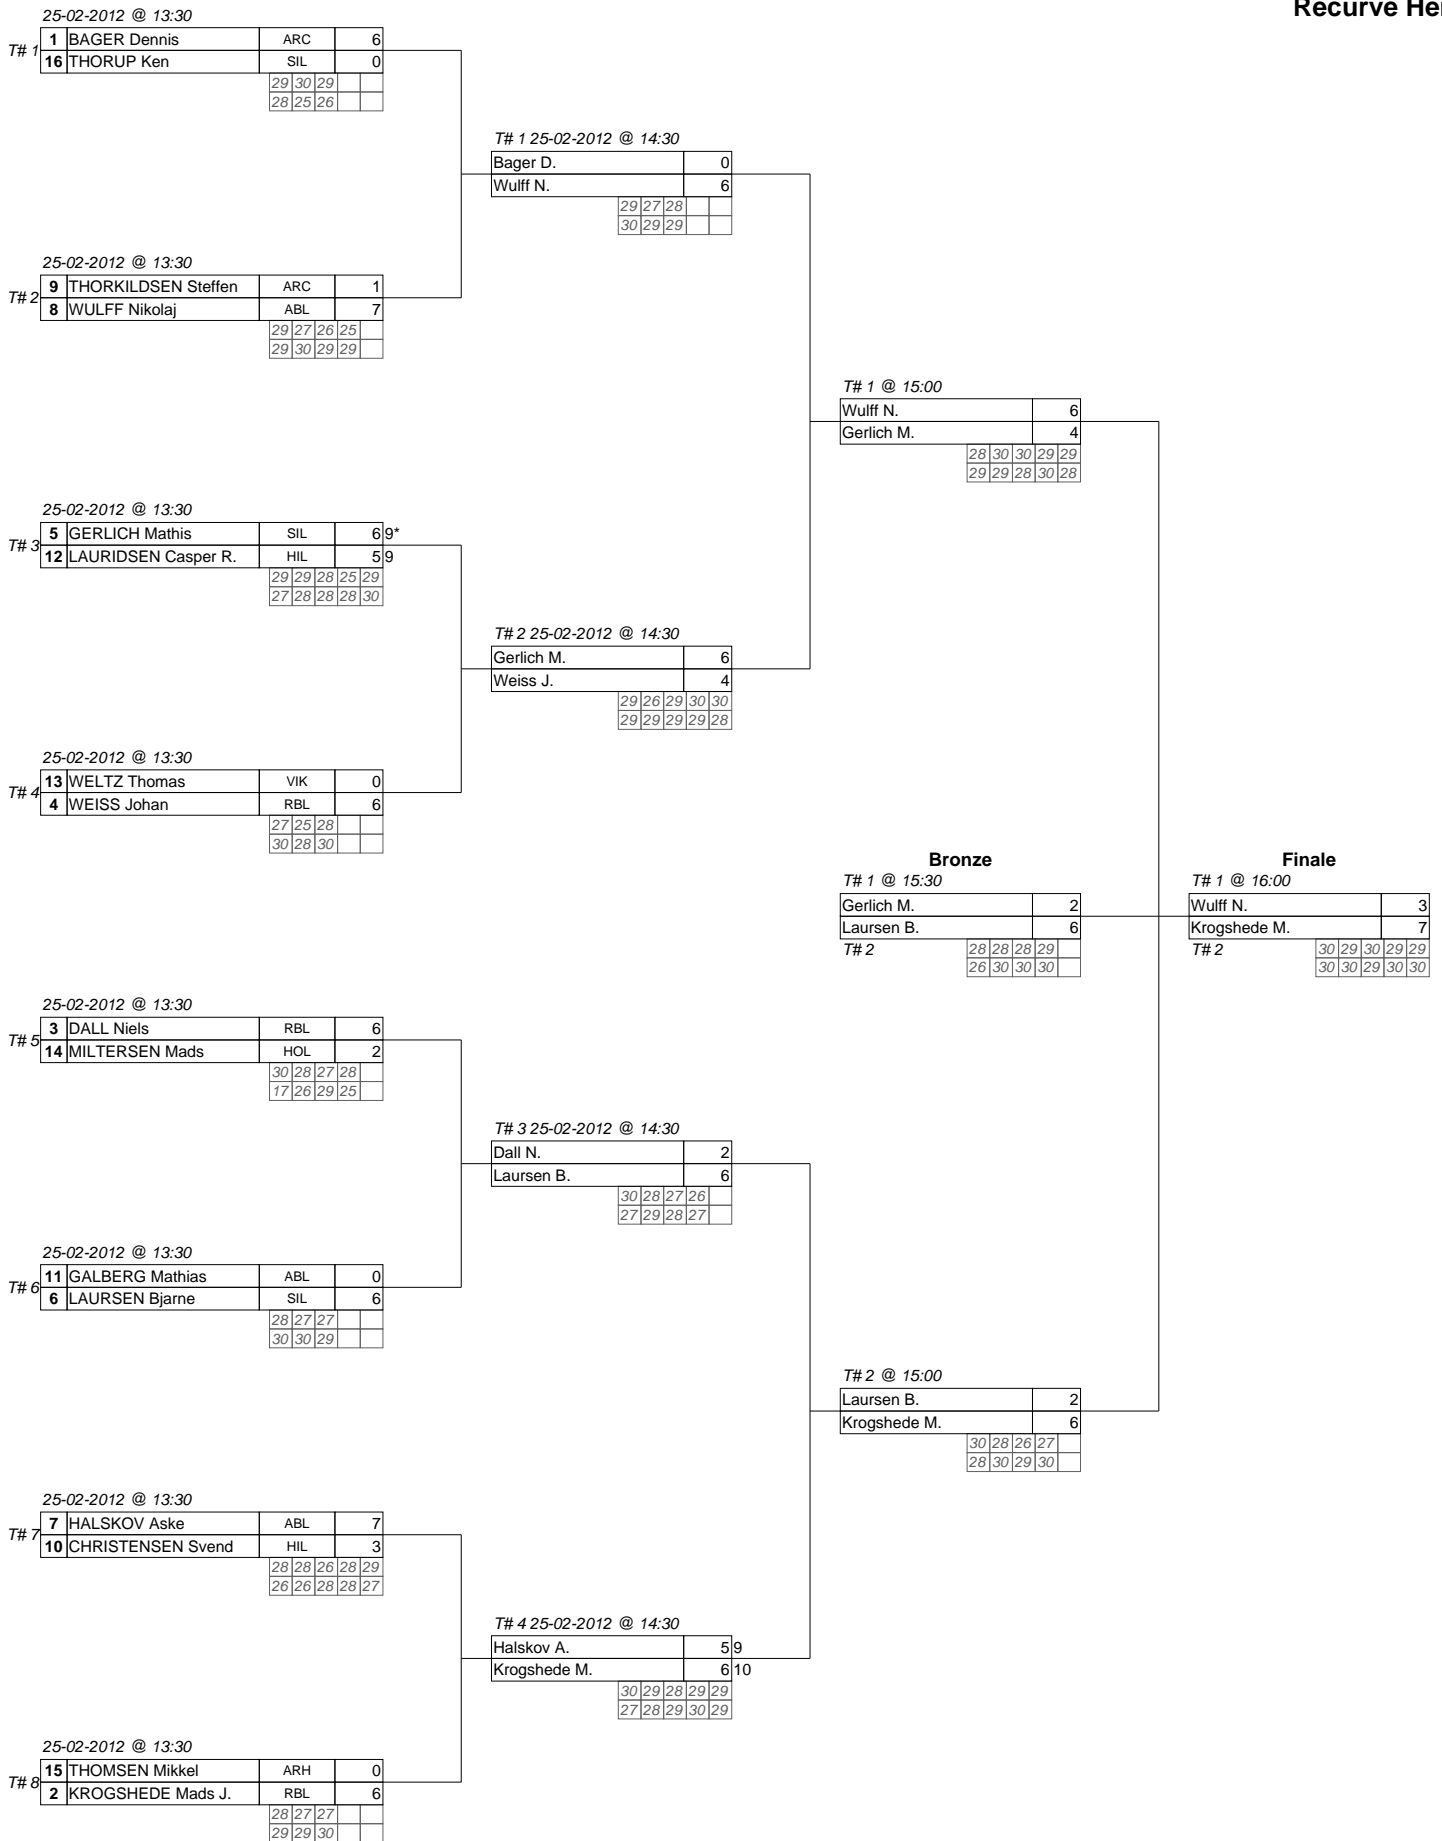 Recurve Her
25-02-2012 @ 13:30
T# 1
1 BAGER Dennis ARC 6
16 THORUP Ken SIL 0
29 30 29
28 25 26
T# 1 25-02-2012 @ 14:30
Bager D. 0
Wulff N. 6
29 27 28
30 29 29
25-02-2012 @ 13:30
T# 2
9 THORKILDSEN Steffen ARC 1
8 WULFF Nikolaj ABL 7
29 27 26 25
29 30 29 29
T# 1 @ 15:00
Wulff N. 6
Gerlich M. 4
28 30 30 29 29
29 29 28 30 28
25-02-2012 @ 13:30
T# 3
5 GERLICH Mathis SIL 6 9*
12 LAURIDSEN Casper R. HIL 5 9
29 29 28 25 29
27 28 28 28 30
T# 2 25-02-2012 @ 14:30
Gerlich M. 6
Weiss J. 4
29 26 29 30 30
29 29 29 29 28
25-02-2012 @ 13:30
T# 4
13 WELTZ Thomas VIK 0
4 WEISS Johan RBL 6
27 25 28
30 28 30
Bronze
T# 1 @ 15:30
Gerlich M. 2
Laursen B. 6
T# 2
28 28 28 29
26 30 30 30
Finale
T# 1 @ 16:00
Wulff N. 3
Krogshede M. 7
T# 2
30 29 30 29 29
30 30 29 30 30
25-02-2012 @ 13:30
T# 5
3 DALL Niels RBL 6
14 MILTERSEN Mads HOL 2
30 28 27 28
17 26 29 25
T# 3 25-02-2012 @ 14:30
Dall N. 2
Laursen B. 6
30 28 27 26
27 29 28 27
25-02-2012 @ 13:30
T# 6
11 GALBERG Mathias ABL 0
6 LAURSEN Bjarne SIL 6
28 27 27
30 30 29
T# 2 @ 15:00
Laursen B. 2
Krogshede M. 6
30 28 26 27
28 30 29 30
25-02-2012 @ 13:30
T# 7
7 HALSKOV Aske ABL 7
10 CHRISTENSEN Svend HIL 3
28 28 26 28 29
26 26 28 28 27
T# 4 25-02-2012 @ 14:30
Halskov A. 5 9
Krogshede M. 6 10
30 29 28 29 29
27 28 29 30 29
25-02-2012 @ 13:30
T# 8
15 THOMSEN Mikkel ARH 0
2 KROGSHEDE Mads J. RBL 6
28 27 27
29 29 30